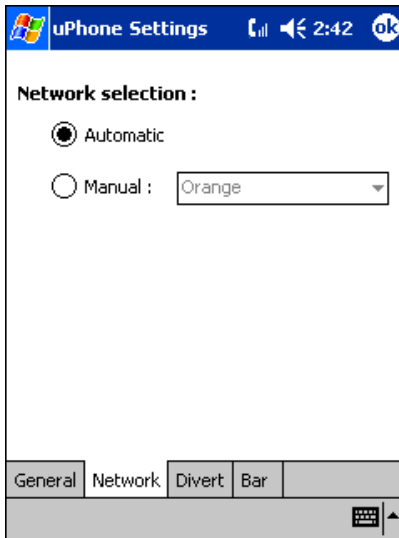 uPhone Settings 2:42 ok
Network selection :
Automatic
Manual : Orange
General Network Divert Bar